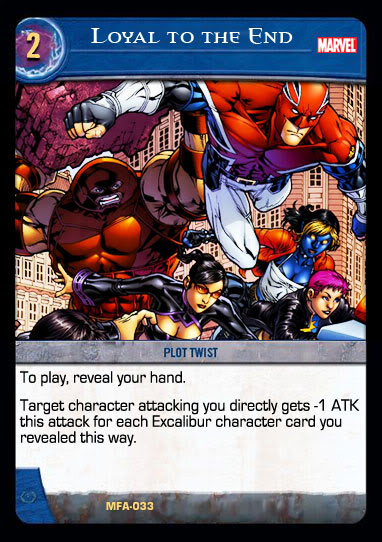 2
LOYAL TO THE END
MARVEL
PLOT TWIST
To play, reveal your hand.
Target character attacking you directly gets -1 ATK
this attack for each Excalibur character card you
revealed this way.
MFA-033